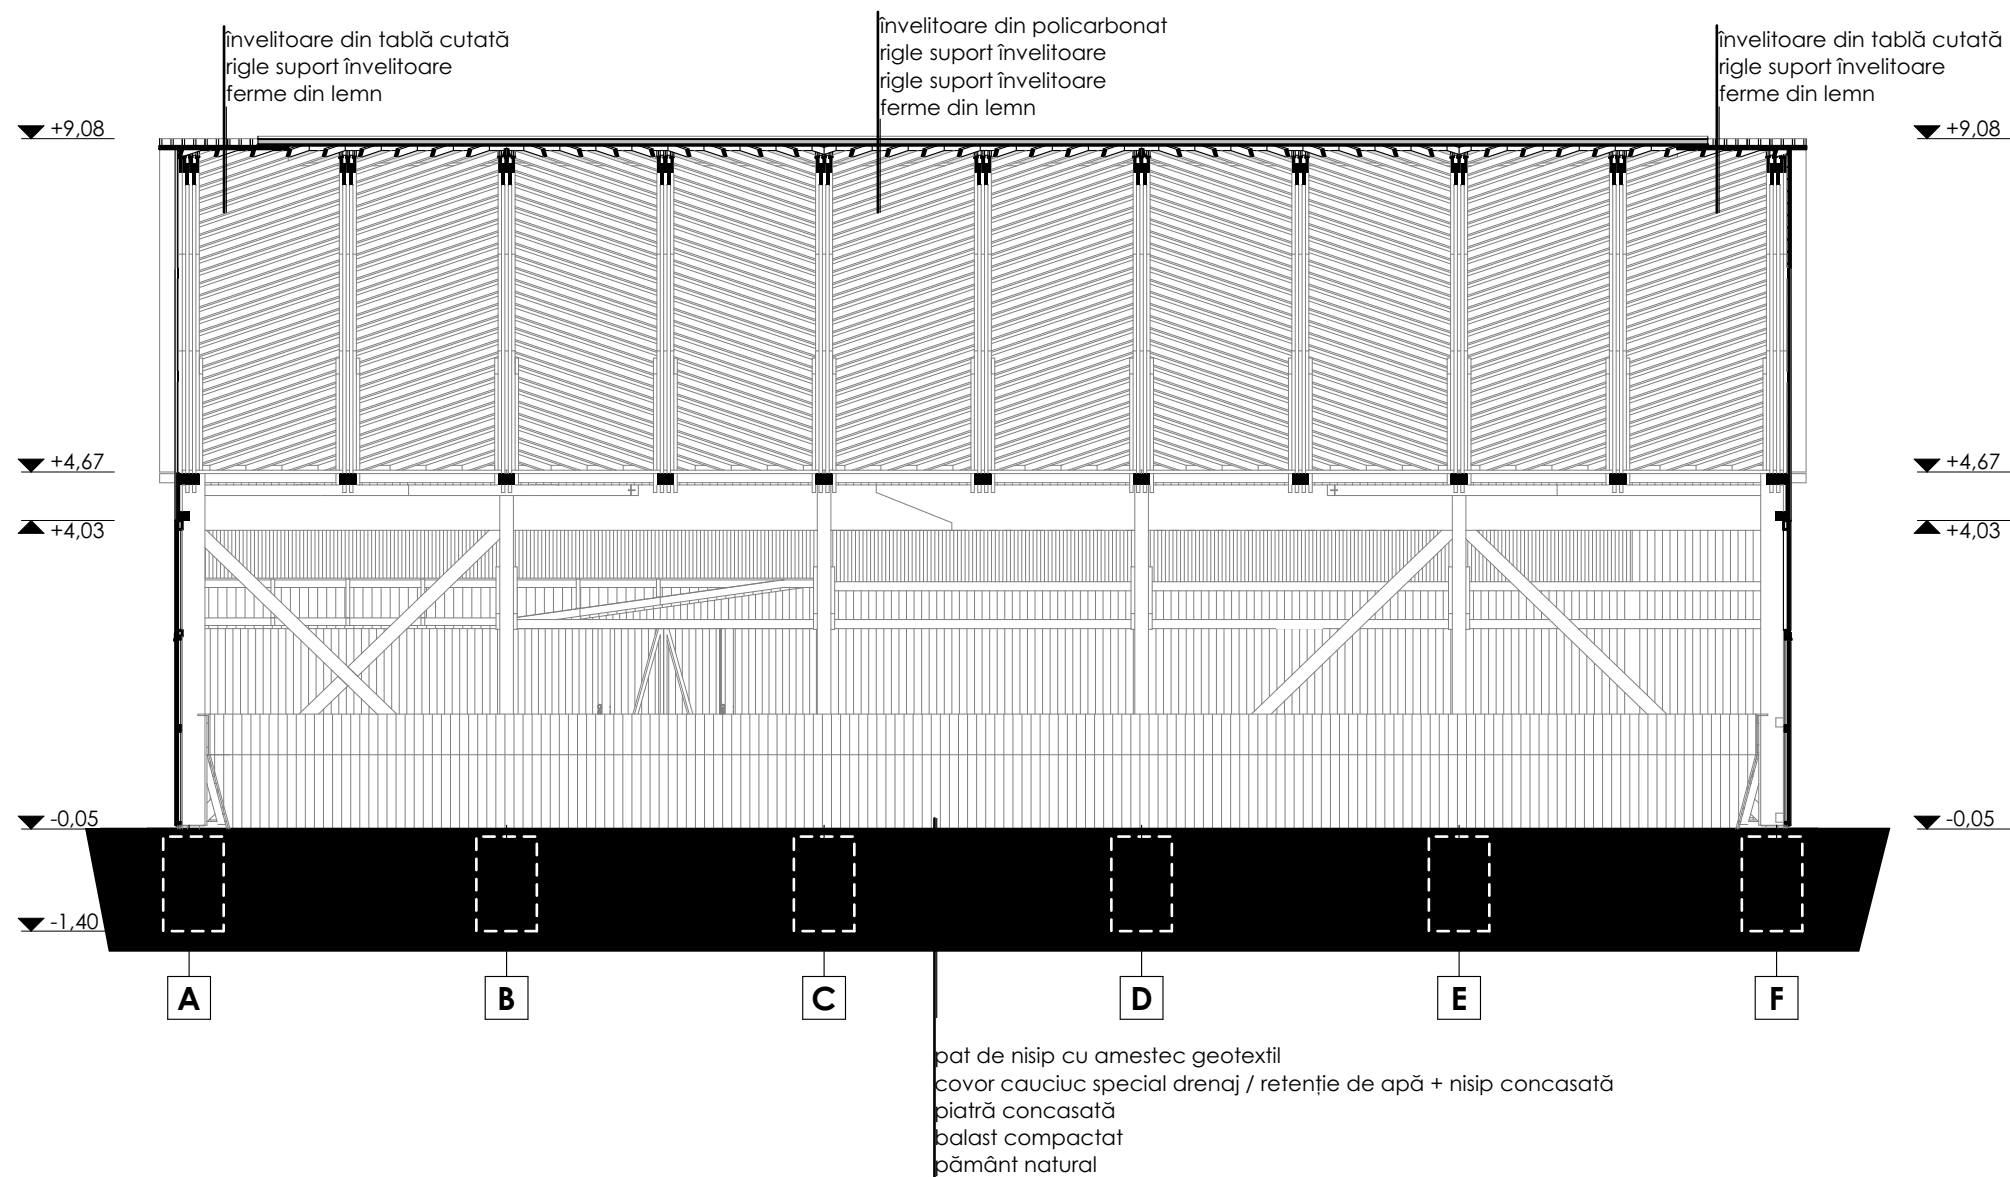 învelitoare din tablă cutată
rigle suport învelitoare
ferme din lemn
învelitoare din policarbonat
rigle suport învelitoare
rigle suport învelitoare
ferme din lemn
învelitoare din tablă cutată
rigle suport învelitoare
ferme din lemn
+9,08
+9,08
+4,67
+4,67
+4,03
+4,03
-0,05
-0,05
-1,40
A B C D E F
pat de nisip cu amestec geotextil
covor cauciuc special drenaj / retenție de apă + nisip concasată
piatră concasată
balast compactat
pământ natural